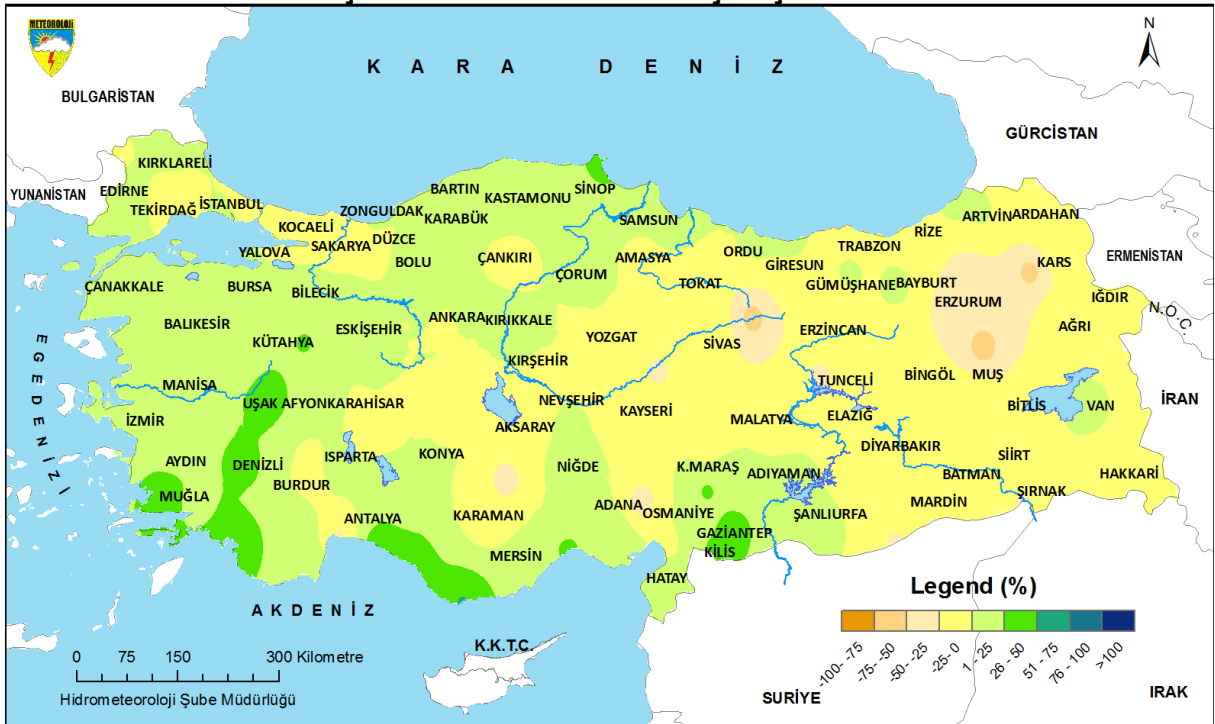 METEOROLOJİ
N
K A R A D E N İ Z
BULGARİSTAN
GÜRCİSTAN
YUNANİSTAN
ERMENİSTAN
N.Ö.C.
İRAN
EGE DENİZİ
KIRKLARELİ
EDİRNE
TEKİRDAĞ
İSTANBUL
KOCAELİ
YALOVA
SAKARYA
DÜZCE
ZONGULDAK
BARTIN
KARABÜK
KASTAMONU
SİNOP
SAMSUN
BOLU
ÇANKIRI
ÇORUM
AMASYA
TOKAT
ORDU
GİRESUN
TRABZON
RİZE
ARTVİN
ARDAHAN
KARS
GÜMÜŞHANE
BAYBURT
ERZURUM
IĞDIR
AĞRI
ÇANAKKALE
BURSA
BİLECİK
BALIKESİR
KÜTAHYA
ESKİŞEHİR
ANKARA
KIRIKKALE
YOZGAT
KIRŞEHİR
SİVAS
ERZİNCAN
TUNCELİ
BİNGÖL
MUŞ
BİTLİS
VAN
MANİSA
UŞAK
AFYONKARAHİSAR
İZMİR
NEVŞEHİR
AKSARAY
KAYSERİ
MALATYA
ELAZIĞ
DİYARBAKIR
SİİRT
BATMAN
HAKKARİ
ŞIRNAK
MARDİN
AYDIN
DENİZLİ
ISPARTA
KONYA
NİĞDE
K.MARAŞ
ADIYAMAN
MUĞLA
BURDUR
ANTALYA
KARAMAN
ADANA
OSMANİYE
ŞANLIURFA
GAZİANTEP
KİLİS
MERSİN
HATAY
A K D E N İ Z
K.K.T.C.
SURİYE
IRAK
0 75 150 300 Kilometre
Hidrometeoroloji Şube Müdürlüğü
Legend (%)
-100- -75
-75- -50
-50- -25
-25 - 0
1 - 25
26 - 50
51 - 75
76 - 100
>100